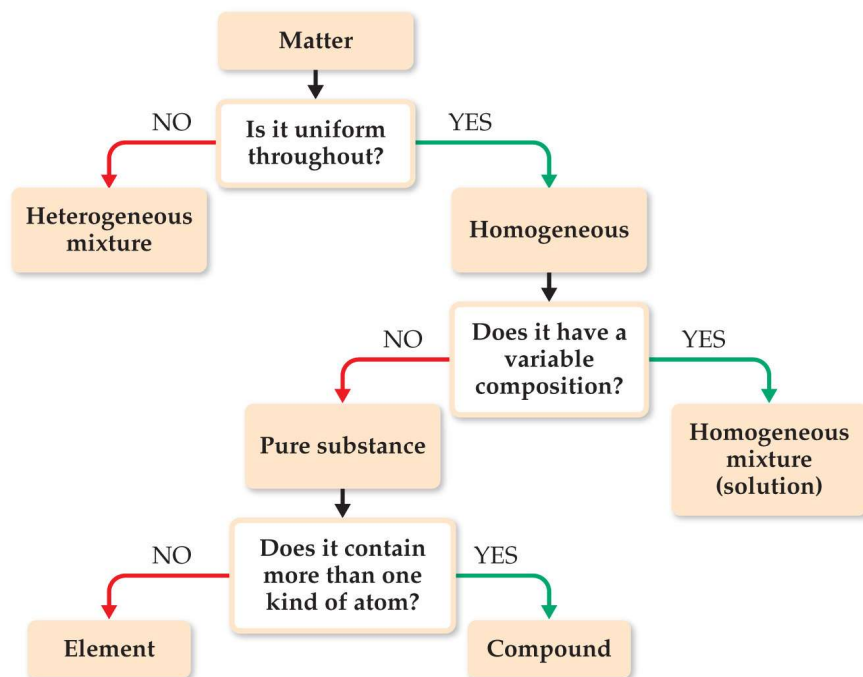 Matter
NO
Is it uniform
throughout?
YES
Heterogeneous
mixture
Homogeneous
NO
Does it have a
variable
composition?
YES
Pure substance
Homogeneous
mixture
(solution)
NO
Does it contain
more than one
kind of atom?
YES
Element
Compound